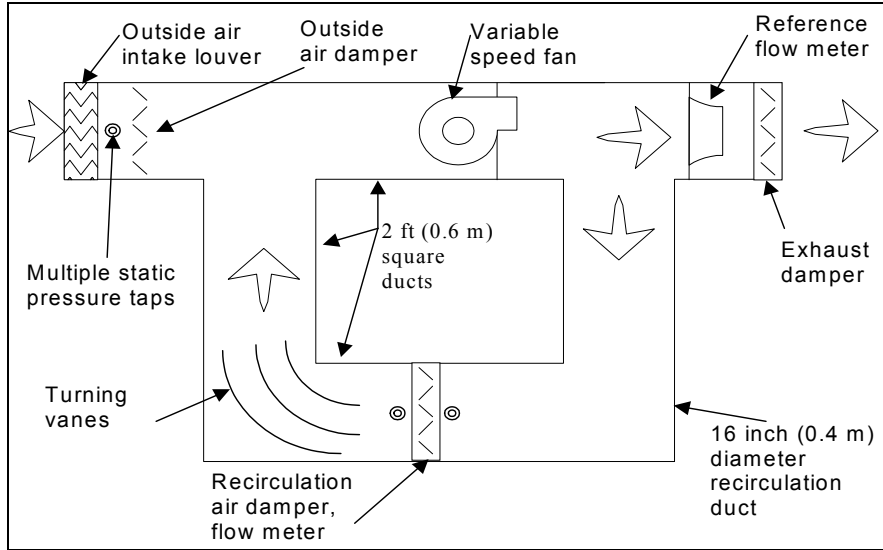 Outside air
intake louver
Outside
air damper
Variable
speed fan
Reference
flow meter
2 ft (0.6 m)
square
ducts
Multiple static
pressure taps
Exhaust
damper
Turning
vanes
16 inch (0.4 m)
diameter
recirculation
duct
Recirculation
air damper,
flow meter